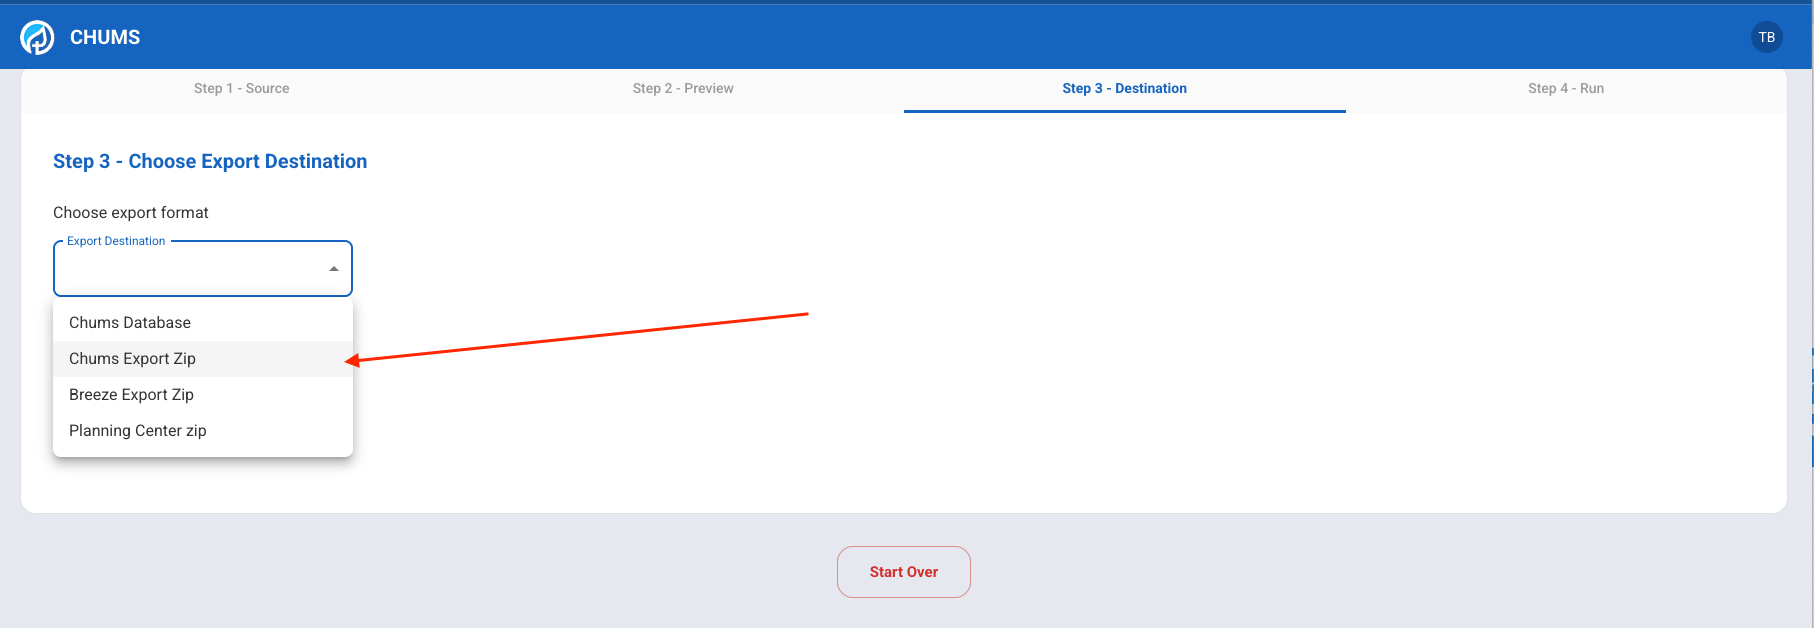 CHUMS
TB
Step 1 - Source
Step 2 - Preview
Step 3 - Destination
Step 4 - Run
Step 3 - Choose Export Destination
Choose export format
Export Destination
Chums Database
Chums Export Zip
Breeze Export Zip
Planning Center zip
Start Over